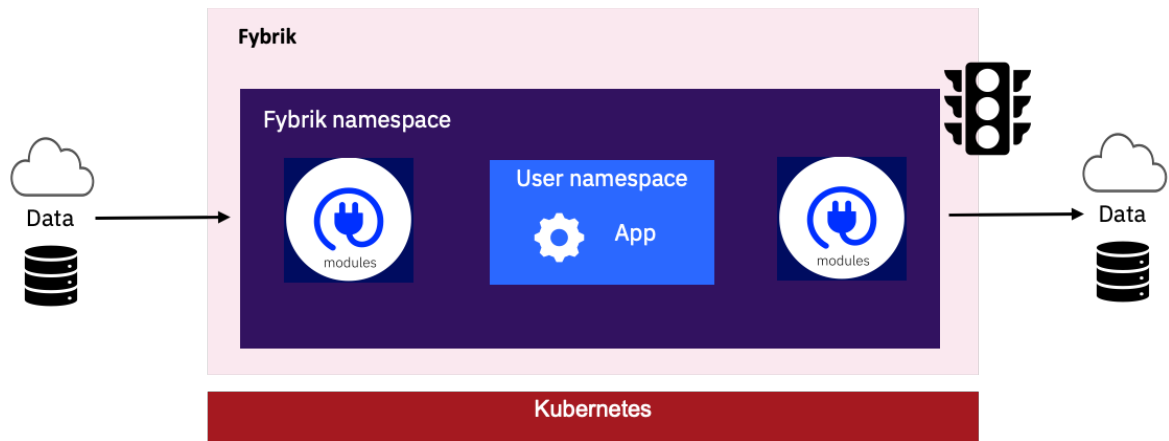 Fybrik
Fybrik namespace
User namespace
App
modules
modules
Data
Data
Kubernetes